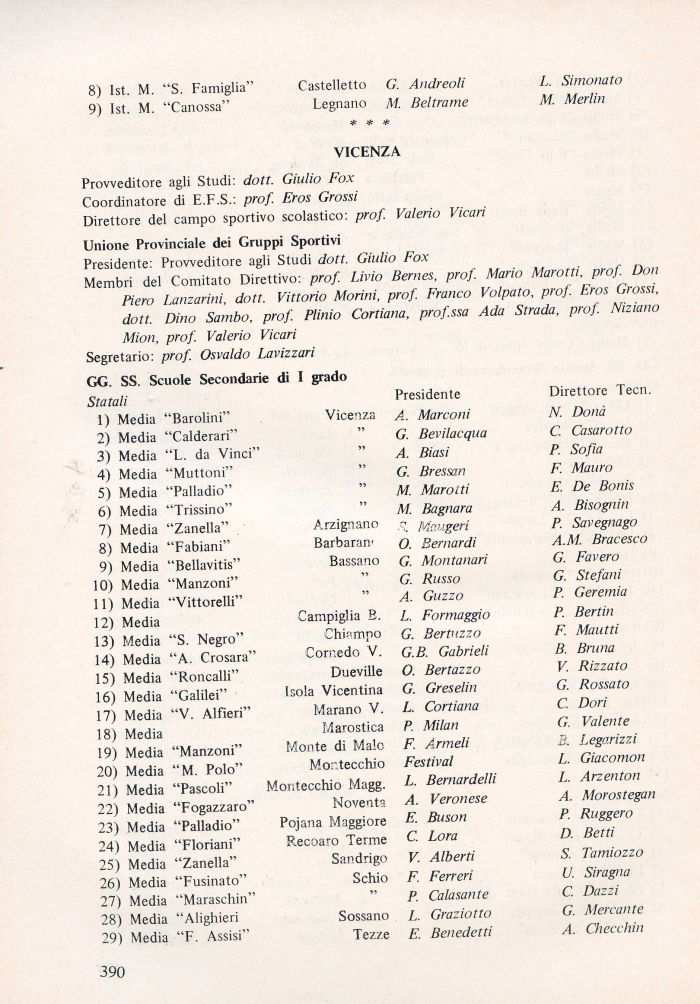 8) Ist. M. “S. Famiglia” Castelletto G. Andreoli L. Simonato
9) Ist. M. “Canossa” Legnano M. Beltrame M. Merlin
* * *
VICENZA
Provveditore agli Studi: dott. Giulio Fox
Coordinatore di E.F.S.: prof. Eros Grossi
Direttore del campo sportivo scolastico: prof. Valerio Vicari
Unione Provinciale dei Gruppi Sportivi
Presidente: Provveditore agli Studi dott. Giulio Fox
Membri del Comitato Direttivo: prof. Livio Bernes, prof. Mario Marotti, prof. Don
Piero Lanzarini, dott. Vittorio Morini, prof. Franco Volpato, prof. Eros Grossi,
dott. Dino Sambo, prof. Plinio Cortiana, prof.ssa Ada Strada, prof. Niziano
Mion, prof. Valerio Vicari
Segretario: prof. Osvaldo Lavizzari
GG. SS. Scuole Secondarie di I grado
Statali Presidente Direttore Tecn.
1) Media “Barolini” Vicenza A. Marconi N. Donà
2) Media “Calderari” ” G. Bevilacqua C. Casarotto
3) Media “L. da Vinci” ” A. Biasi P. Sofia
4) Media “Muttoni” ” G. Bressan F. Mauro
5) Media “Palladio” ” M. Marotti E. De Bonis
6) Media “Trissino” ” M. Bagnara A. Bisognin
7) Media “Zanella” Arzignano S. Maugeri P. Savegnago
8) Media “Fabiani” Barbaran O. Bernardi A.M. Bracesco
9) Media “Bellavitis” Bassano G. Montanari G. Favero
10) Media “Manzoni” ” G. Russo G. Stefani
11) Media “Vittorelli” ” A. Guzzo P. Geremia
12) Media Campiglia B. L. Formaggio P. Bertin
13) Media “S. Negro” Chiampo G. Bertuzzo F. Mautti
14) Media “A. Crosara” Cornedo V. G.B. Gabrieli B. Bruna
15) Media “Roncalli” Dueville O. Bertazzo V. Rizzato
16) Media “Galilei” Isola Vicentina G. Greselin G. Rossato
17) Media “V. Alfieri” Marano V. L. Cortiana C. Dori
18) Media Marostica P. Milan G. Valente
19) Media “Manzoni” Monte di Malo F. Armeli B. Legarizzi
20) Media “M. Polo” Montecchio Festival L. Giacomon
21) Media “Pascoli” Montecchio Magg. L. Bernardelli L. Arzenton
22) Media “Fogazzaro” Noventa A. Veronese A. Morostegan
23) Media “Palladio” Pojana Maggiore E. Buson P. Ruggero
24) Media “Floriani” Recoaro Terme C. Lora D. Betti
25) Media “Zanella” Sandrigo V. Alberti S. Tamiozzo
26) Media “Fusinato” Schio F. Ferreri U. Siragna
27) Media “Maraschin” ” P. Calasante C. Dazzi
28) Media “Alighieri Sossano L. Graziotto G. Mercante
29) Media “F. Assisi” Tezze E. Benedetti A. Checchin
390